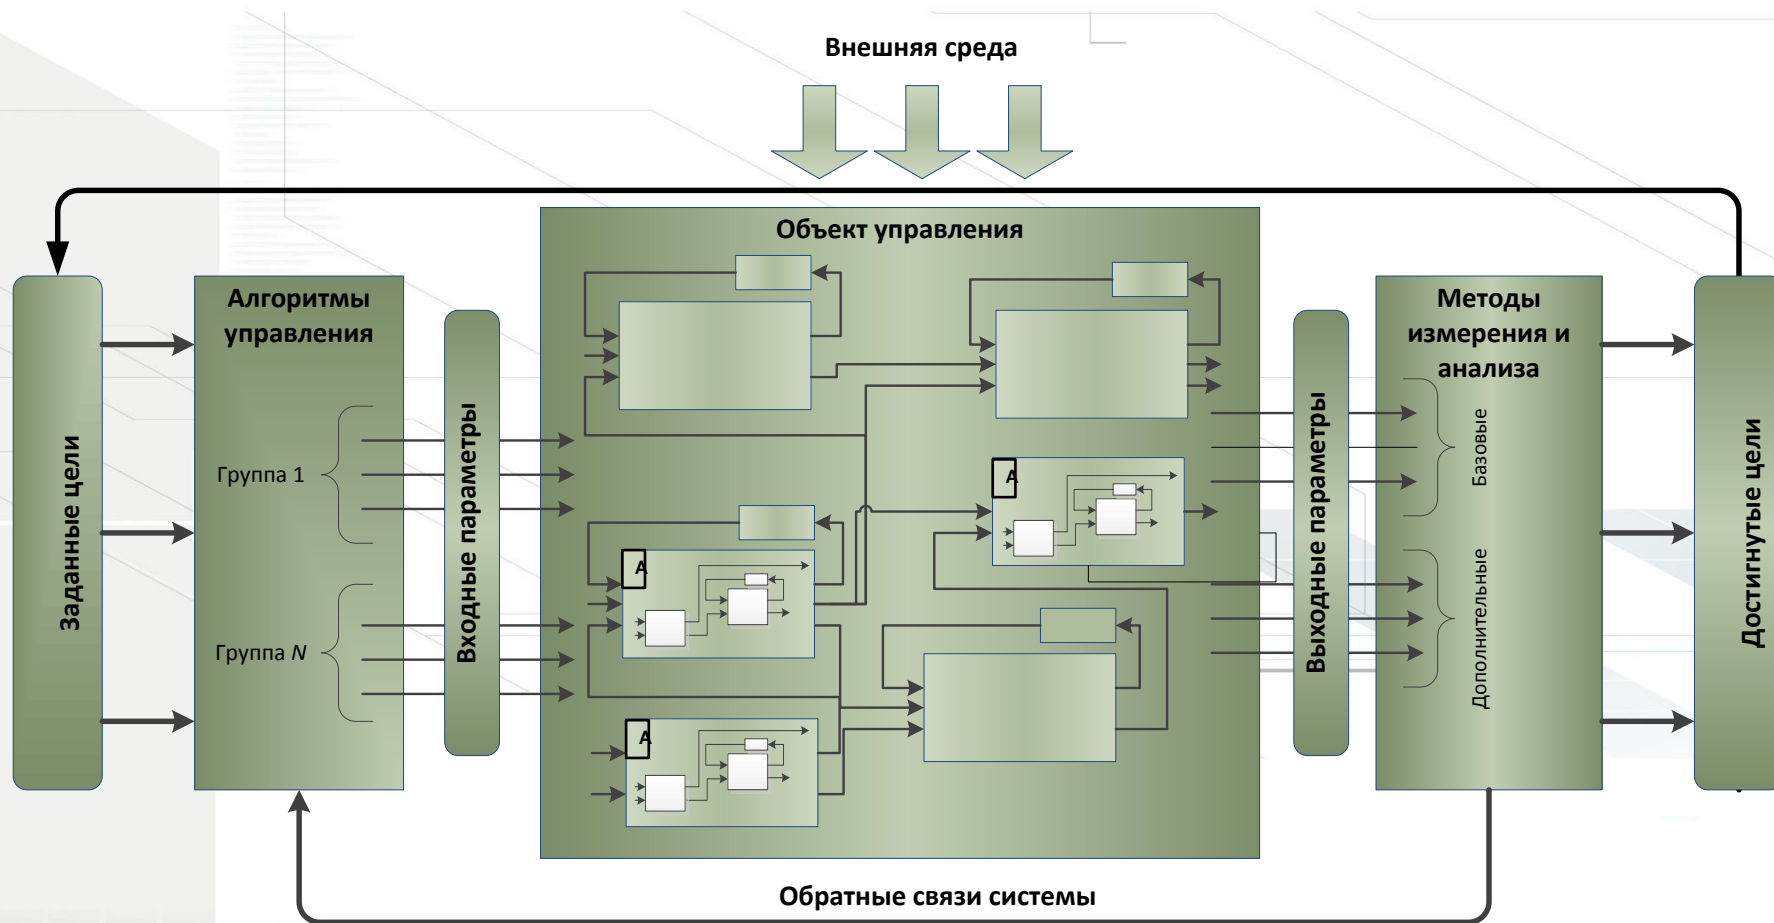 Внешняя среда
Объект управления
Заданные цели
Алгоритмы
управления
Группа 1
Группа N
Входные параметры
А
А
А
Выходные параметры
Методы
измерения и
анализа
Базовые
Дополнительные
Достигнутые цели
Обратные связи системы